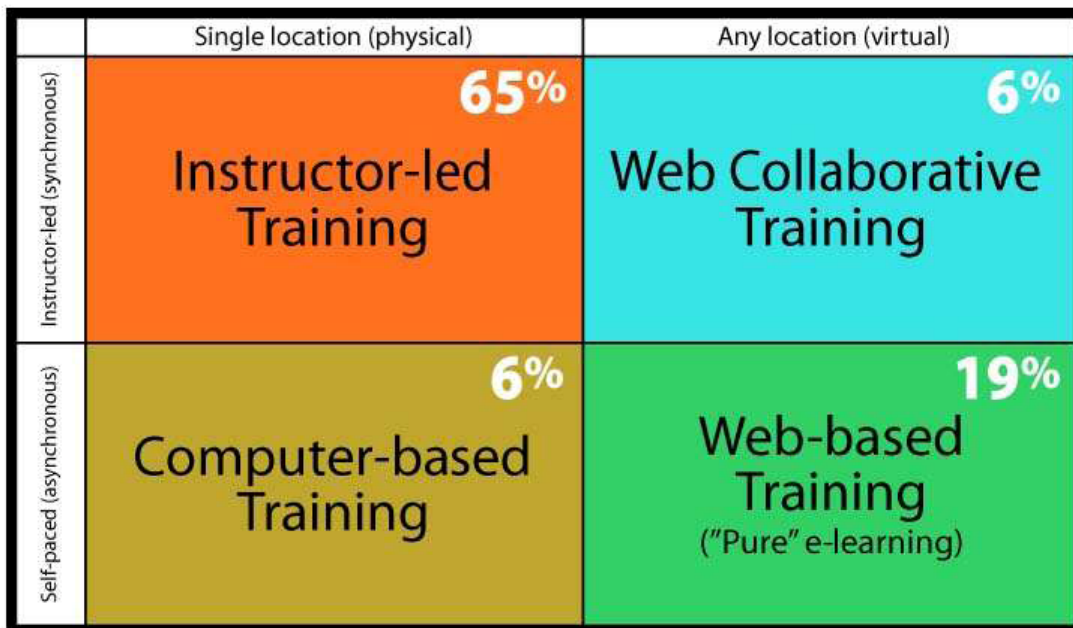 Single location (physical)
Any location (virtual)
Instructor-led (synchronous)
65%
Instructor-led
Training
6%
Web Collaborative
Training
Self-paced (asynchronous)
6%
Computer-based
Training
19%
Web-based
Training
("Pure" e-learning)